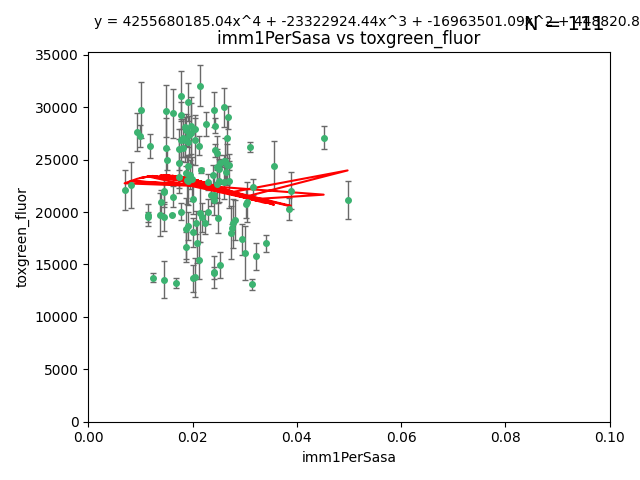 y = 4255680185.04x^4 + -23322924.44x^3 + -16963501.09x^2 + 448820.8
N = 111
imm1PerSasa vs toxgreen_fluor
35000
30000
25000
20000
15000
10000
5000
0
toxgreen_fluor
0.00 0.02 0.04 0.06 0.08 0.10
imm1PerSasa